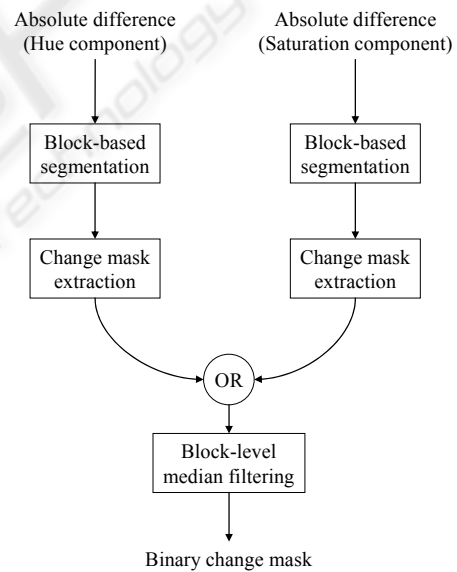 Absolute difference
(Hue component)
Absolute difference
(Saturation component)
Block-based
segmentation
Block-based
segmentation
Change mask
extraction
Change mask
extraction
OR
Block-level
median filtering
Binary change mask
Technology